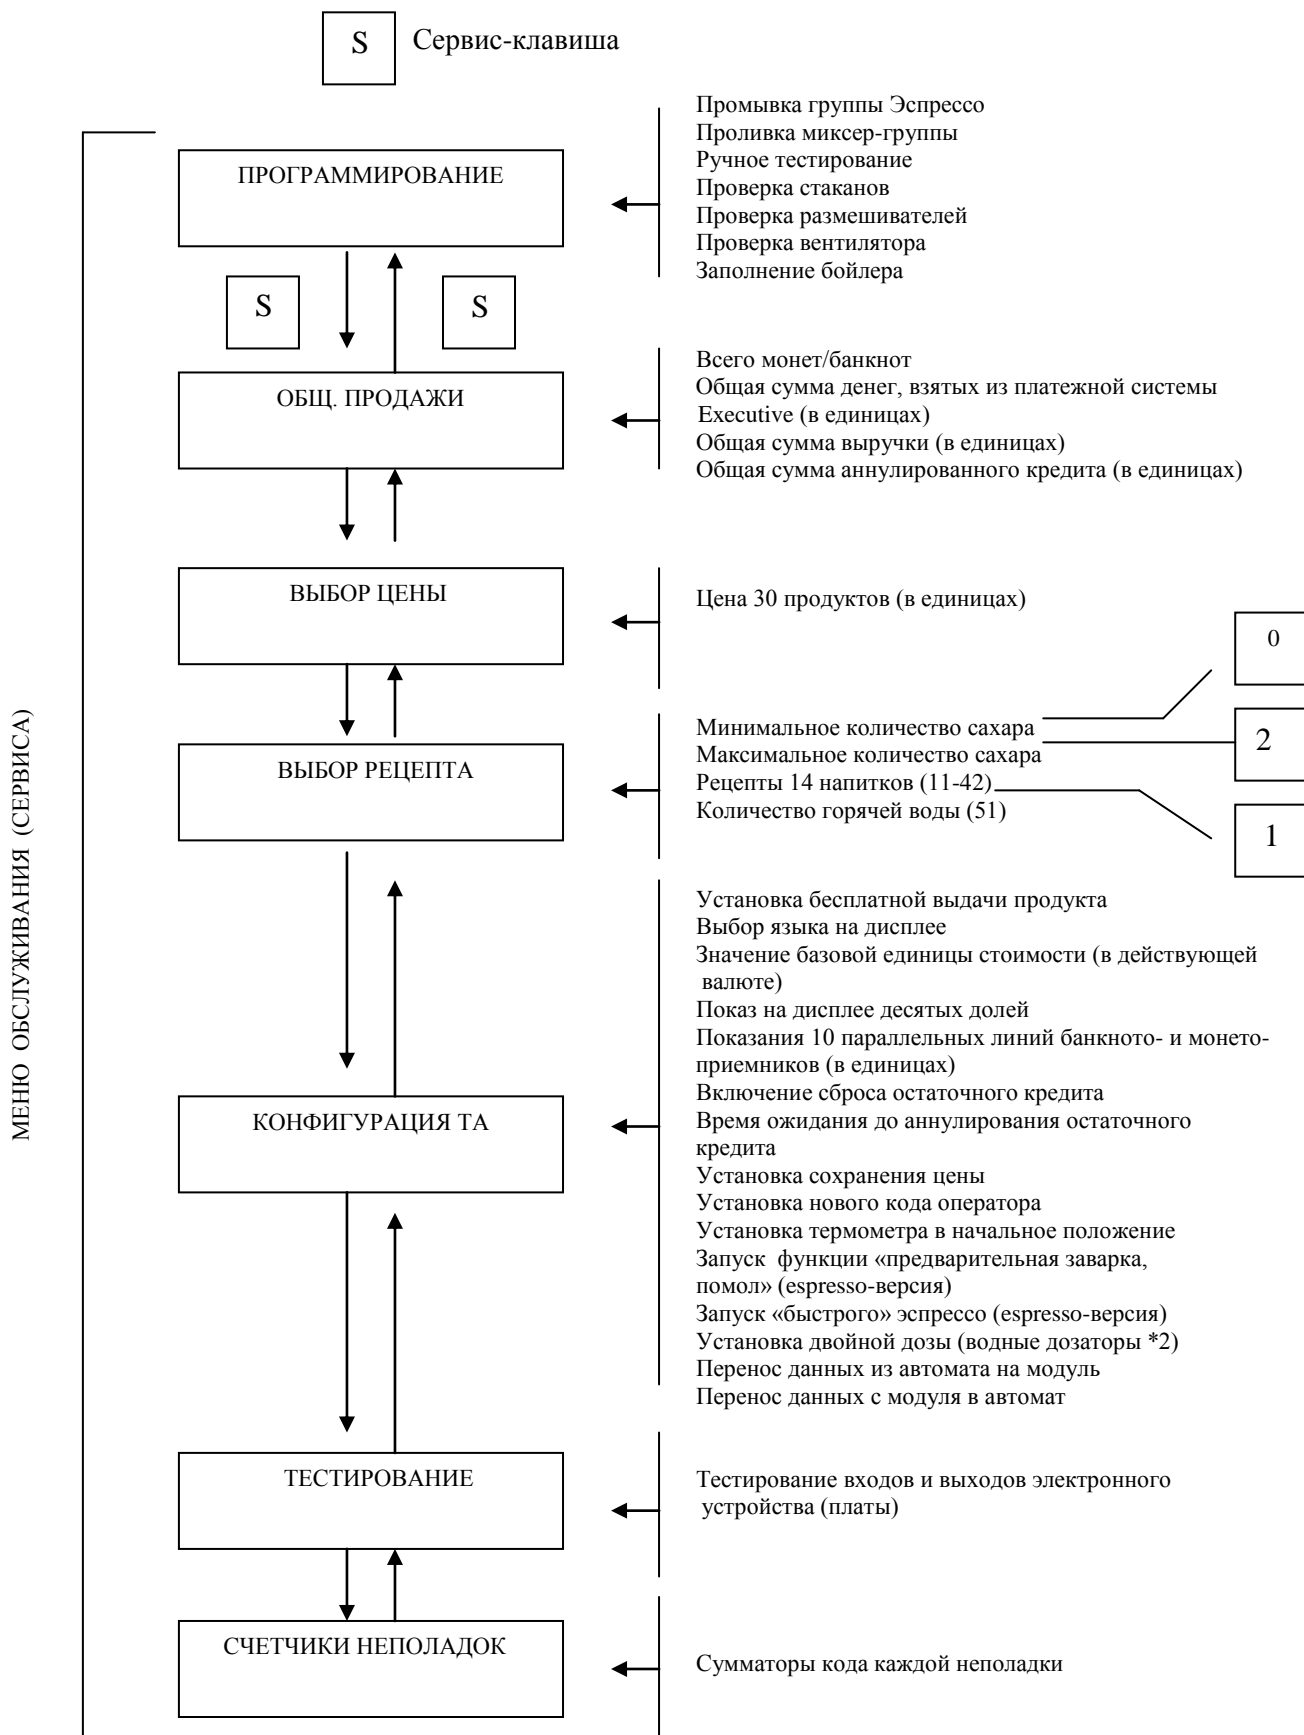 S
Сервис-клавиша
МЕНЮ ОБСЛУЖИВАНИЯ (СЕРВИСА)
ПРОГРАММИРОВАНИЕ
Промывка группы Эспрессо
Проливка миксер-группы
Ручное тестирование
Проверка стаканов
Проверка размешивателей
Проверка вентилятора
Заполнение бойлера
S
S
ОБЩ. ПРОДАЖИ
Всего монет/банкнот
Общая сумма денег, взятых из платежной системы
Executive (в единицах)
Общая сумма выручки (в единицах)
Общая сумма аннулированного кредита (в единицах)
ВЫБОР ЦЕНЫ
Цена 30 продуктов (в единицах)
ВЫБОР РЕЦЕПТА
Минимальное количество сахара
Максимальное количество сахара
Рецепты 14 напитков (11-42)
Количество горячей воды (51)
0
2
1
КОНФИГУРАЦИЯ ТА
Установка бесплатной выдачи продукта
Выбор языка на дисплее
Значение базовой единицы стоимости (в действующей
валюте)
Показ на дисплее десятых долей
Показания 10 параллельных линий банкното- и монето-
приемников (в единицах)
Включение сброса остаточного кредита
Время ожидания до аннулирования остаточного
кредита
Установка сохранения цены
Установка нового кода оператора
Установка термометра в начальное положение
Запуск функции «предварительная заварка,
помол» (espresso-версия)
Запуск «быстрого» эспрессо (espresso-версия)
Установка двойной дозы (водные дозаторы *2)
Перенос данных из автомата на модуль
Перенос данных с модуля в автомат
ТЕСТИРОВАНИЕ
Тестирование входов и выходов электронного
устройства (платы)
СЧЕТЧИКИ НЕПОЛАДОК
Сумматоры кода каждой неполадки